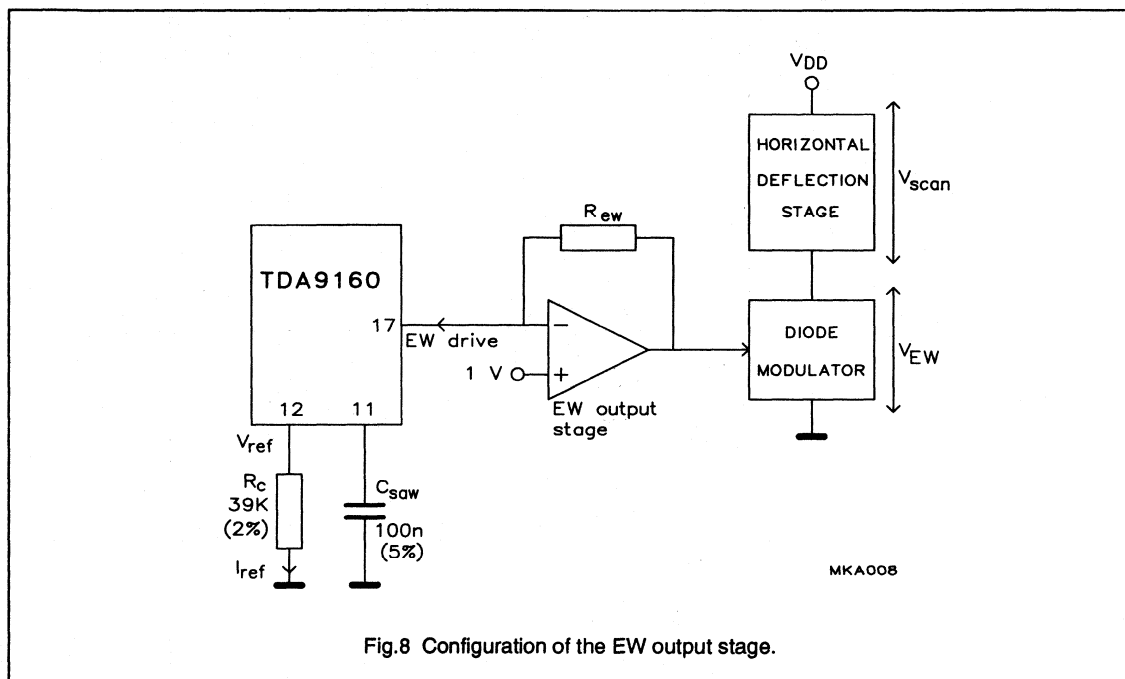 VDD
HORIZONTAL
DEFLECTION
STAGE
Vscan
Rew
TDA9160
17
EW drive
−
1 V
+
EW output
stage
DIODE
MODULATOR
VEW
12
11
Vref
Rc
39K
(2%)
Iref
Csaw
100n
(5%)
MKA008
Fig.8 Configuration of the EW output stage.